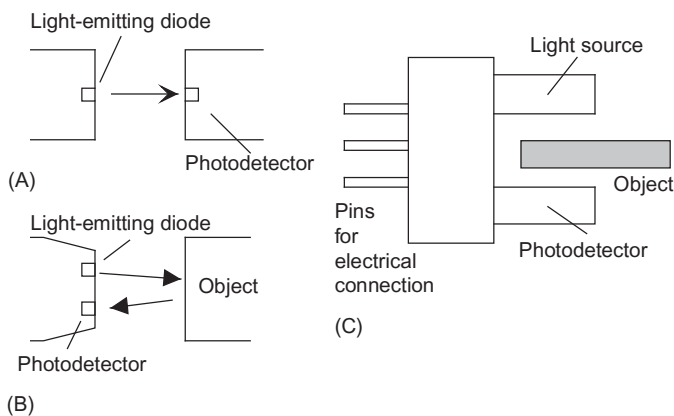 Light-emitting diode
Photodetector
(A)
Light-emitting diode
Object
Photodetector
(B)
Light source
Object
Photodetector
Pins
for
electrical
connection
(C)